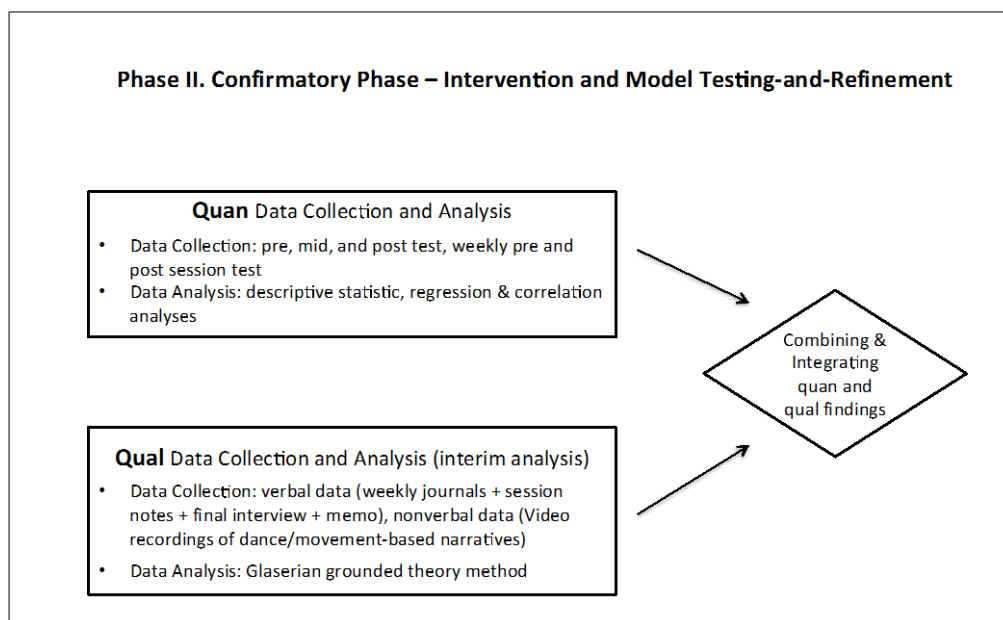 Phase II. Confirmatory Phase – Intervention and Model Testing-and-Refinement
Quan Data Collection and Analysis
• Data Collection: pre, mid, and post test, weekly pre and
post session test
• Data Analysis: descriptive statistic, regression & correlation
analyses
Combining &
Integrating
quan and
qual findings
Qual Data Collection and Analysis (interim analysis)
• Data Collection: verbal data (weekly journals + session
notes + final interview + memo), nonverbal data (Video
recordings of dance/movement-based narratives)
• Data Analysis: Glaserian grounded theory method